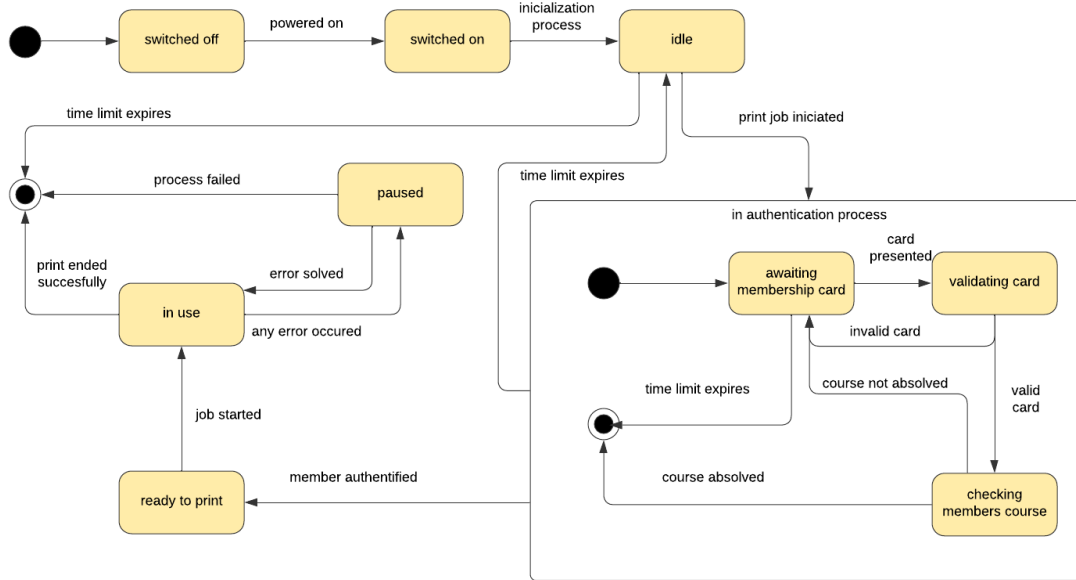 switched off
powered on
switched on
inicialization
process
idle
time limit expires
print job iniciated
time limit expires
process failed
paused
in authentication process
print ended
succesfully
error solved
in use
any error occured
awaiting
membership card
card
presented
validating card
invalid card
time limit expires
course not absolved
valid
card
job started
member authentified
course absolved
ready to print
checking
members course